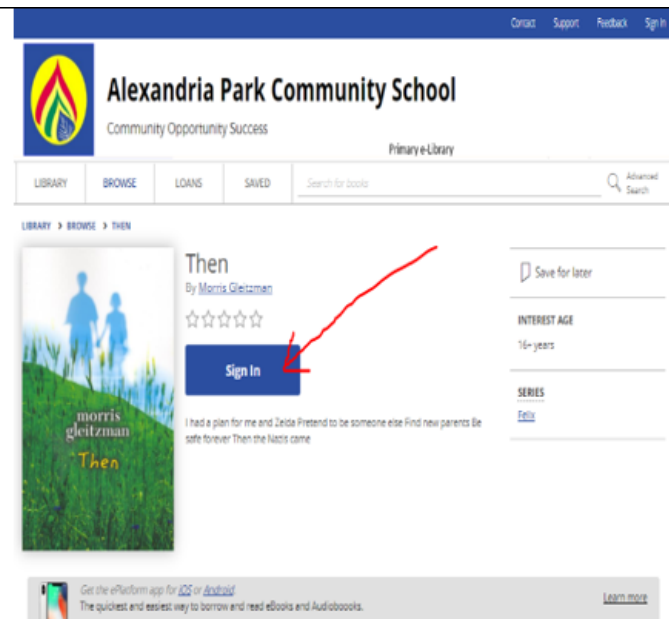 Contact Support Feedback Sign In
Alexandria Park Community School
Community Opportunity Success
Primary e-Library
LIBRARY BROWSE LOANS SAVED Search for books Advanced Search
LIBRARY > BROWSE > THEN
Then
By Morris Gleitzman
Sign In
I had a plan for me and Zelda Pretend to be someone else Find new parents Be
safe forever Then the Nazis came
morris
gleitzman
Then
Save for later
INTEREST AGE
16+ years
SERIES
Felix
Get the ePlatform app for iOS or Android.
The quickest and easiest way to borrow and read eBooks and Audiobooks.
Learn more